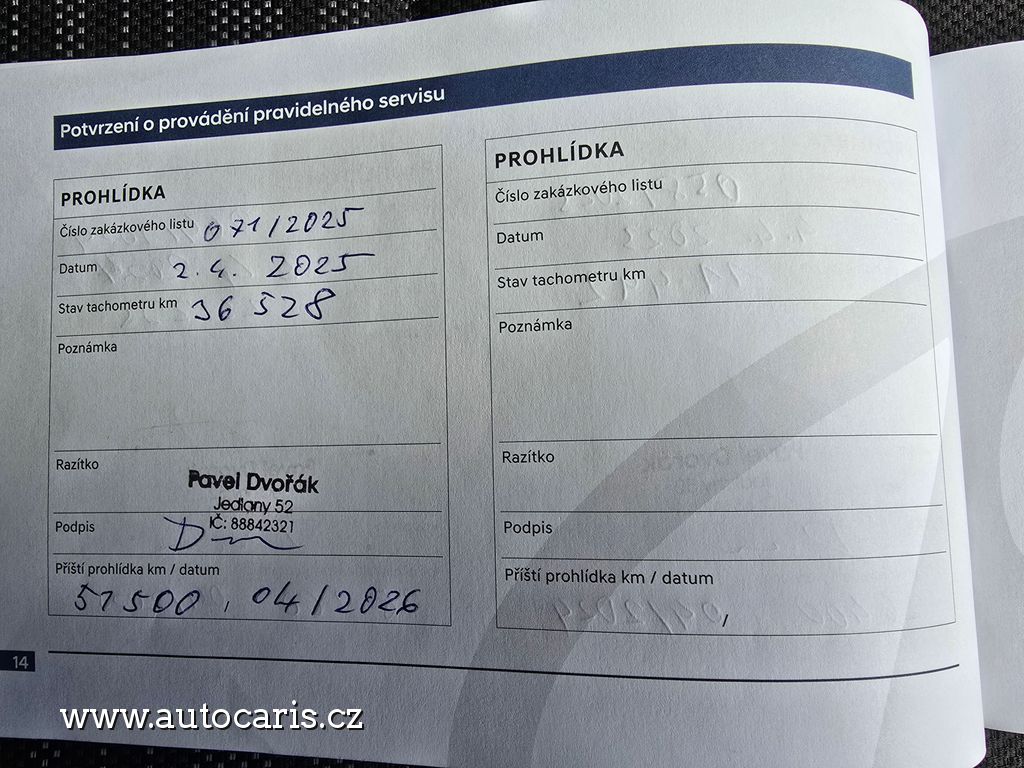 Potvrzení o provádění pravidelného servisu
PROHLÍDKA
Číslo zakázkového listu 071/2025
Datum 2. 4. 2025
Stav tachometru km 36 528
Poznámka
Razítko
Pavel Dvořák
Jedlany 52
IČ: 88842321
Podpis
Příští prohlídka km / datum
51 500, 04/2026
PROHLÍDKA
Číslo zakázkového listu
Datum
Stav tachometru km
Poznámka
Razítko
Podpis
Příští prohlídka km / datum
,
14
www.autocaris.cz